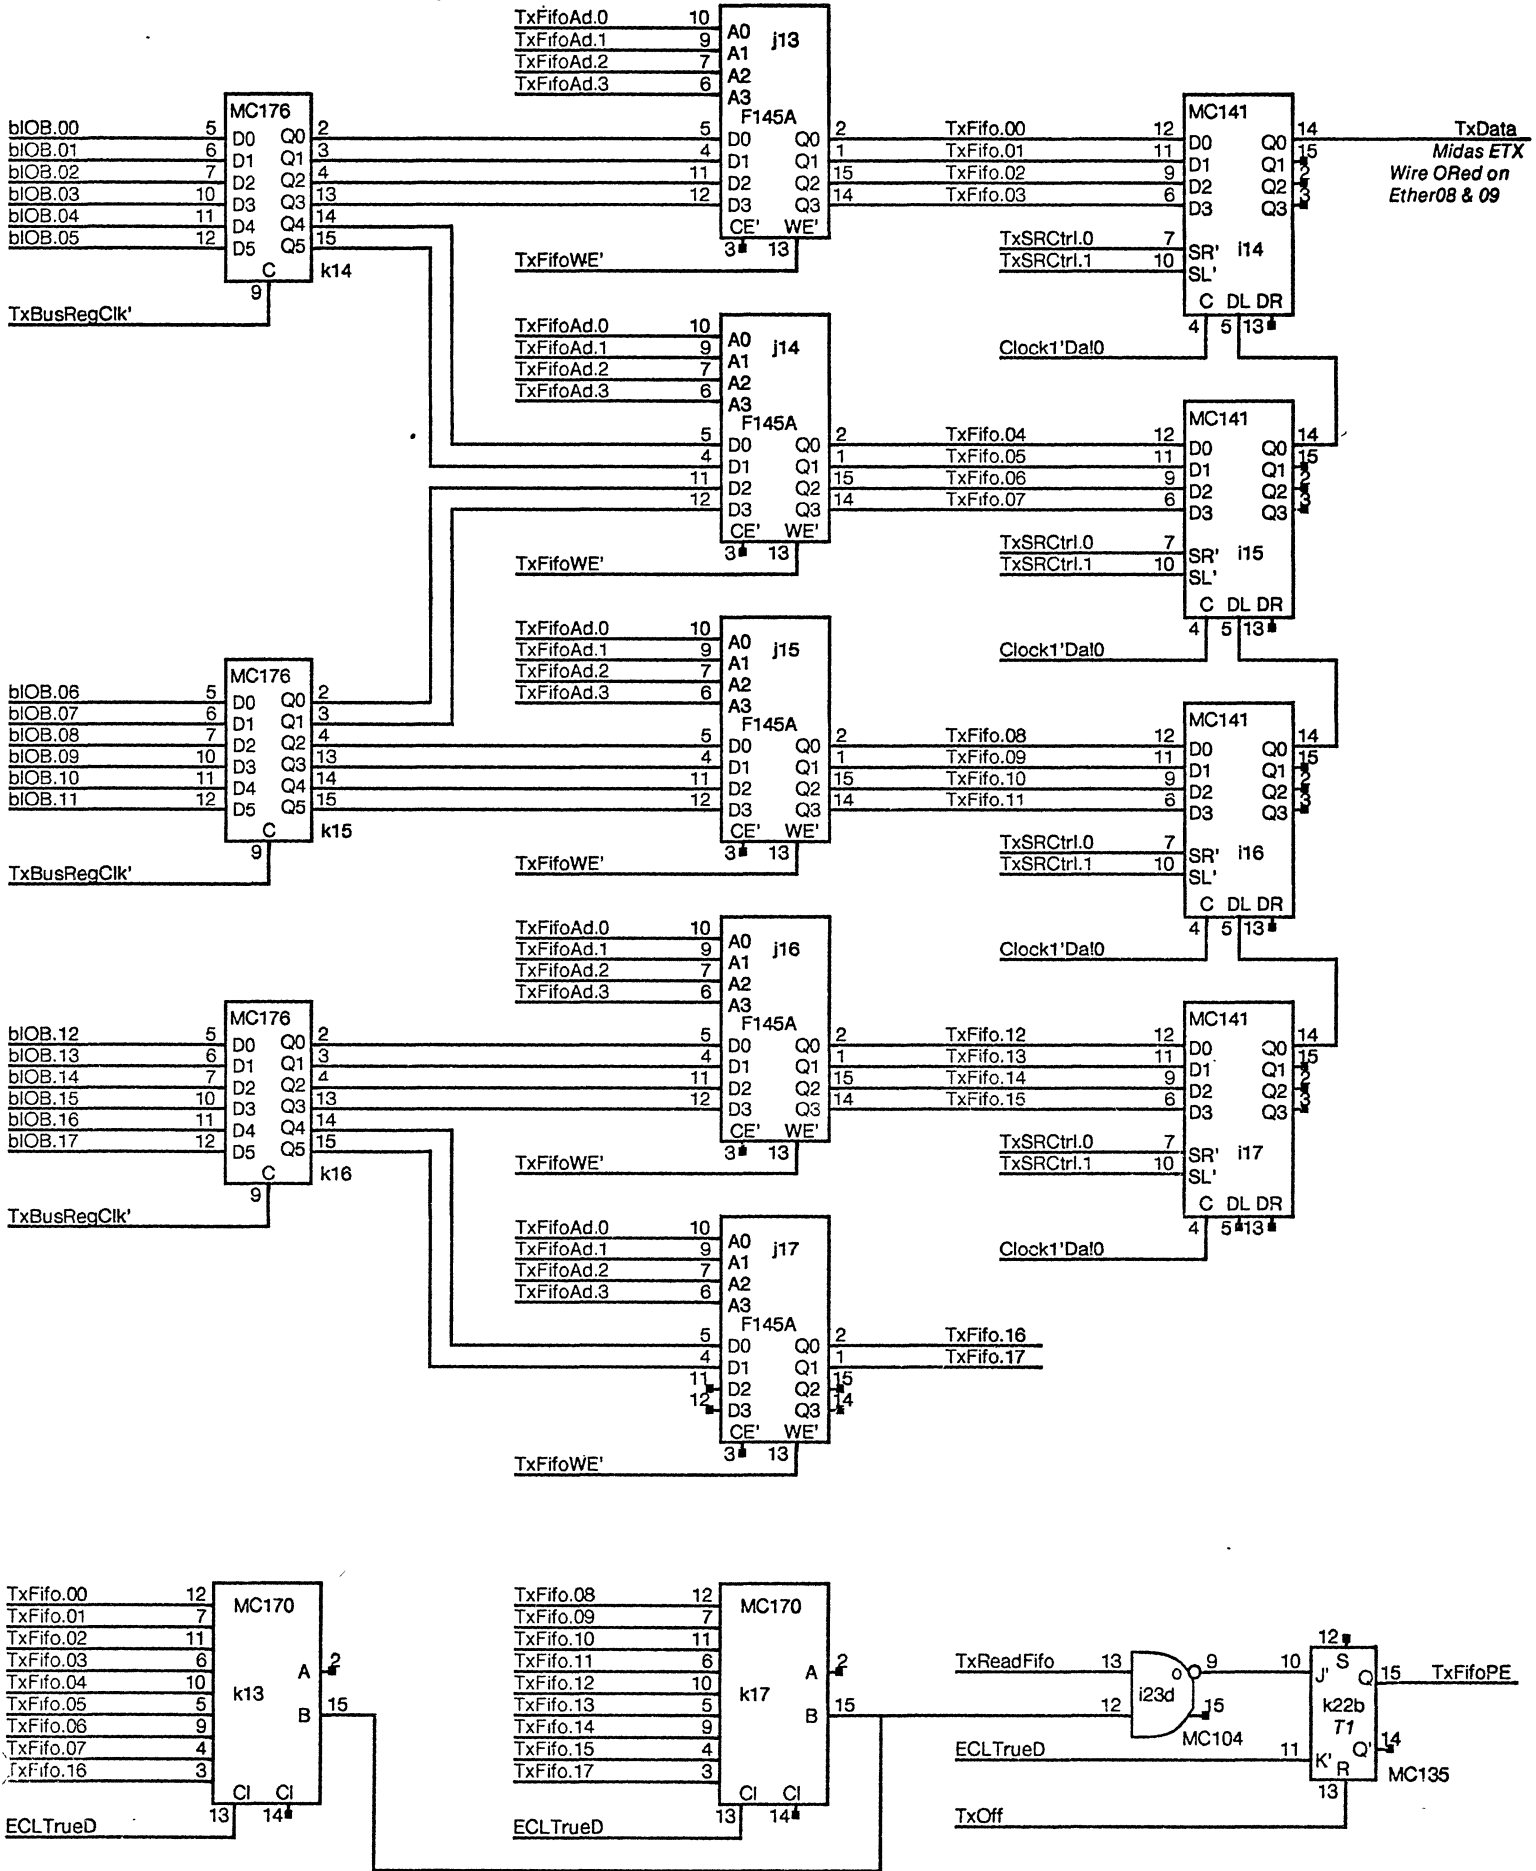 TxFifoAd.0 10
TxFifoAd.1 9
TxFifoAd.2 7
TxFifoAd.3 6
A0 j13
A1
A2
A3
F145A
D0 Q0
D1 Q1
D2 Q2
D3 Q3
CE' WE'
5 4 11 12
2 1 15 14
3 13
TxFifoWE'
MC176
bIOB.00 5 D0 Q0 2
bIOB.01 6 D1 Q1 3
bIOB.02 7 D2 Q2 4
bIOB.03 10 D3 Q3 13
bIOB.04 11 D4 Q4 14
bIOB.05 12 D5 Q5 15
C k14
9
TxBusRegClk'
MC141
TxFifo.00 12 D0 Q0 14 TxData
TxFifo.01 11 D1 Q1 15 Midas ETX
TxFifo.02 9 D2 Q2 2 Wire ORed on
TxFifo.03 6 D3 Q3 3 Ether08 & 09
TxSRCtrl.0 7 SR' i14
TxSRCtrl.1 10 SL'
C DL DR
4 5 13
Clock1'Da!0
TxFifoAd.0 10 A0 j14
TxFifoAd.1 9 A1
TxFifoAd.2 7 A2
TxFifoAd.3 6 A3
F145A
5 D0 Q0 2
4 D1 Q1 1
11 D2 Q2 15
12 D3 Q3 14
CE' WE'
3 13
TxFifoWE'
MC141
TxFifo.04 12 D0 Q0 14
TxFifo.05 11 D1 Q1 15
TxFifo.06 9 D2 Q2 2
TxFifo.07 6 D3 Q3 3
TxSRCtrl.0 7 SR' i15
TxSRCtrl.1 10 SL'
C DL DR
4 5 13
Clock1'Da!0
MC176
bIOB.06 5 D0 Q0 2
bIOB.07 6 D1 Q1 3
bIOB.08 7 D2 Q2 4
bIOB.09 10 D3 Q3 13
bIOB.10 11 D4 Q4 14
bIOB.11 12 D5 Q5 15
C k15
9
TxBusRegClk'
TxFifoAd.0 10 A0 j15
TxFifoAd.1 9 A1
TxFifoAd.2 7 A2
TxFifoAd.3 6 A3
F145A
5 D0 Q0 2
4 D1 Q1 1
11 D2 Q2 15
12 D3 Q3 14
CE' WE'
3 13
TxFifoWE'
MC141
TxFifo.08 12 D0 Q0 14
TxFifo.09 11 D1 Q1 15
TxFifo.10 9 D2 Q2 2
TxFifo.11 6 D3 Q3 3
TxSRCtrl.0 7 SR' i16
TxSRCtrl.1 10 SL'
C DL DR
4 5 13
Clock1'Da!0
MC176
bIOB.12 5 D0 Q0 2
bIOB.13 6 D1 Q1 3
bIOB.14 7 D2 Q2 4
bIOB.15 10 D3 Q3 13
bIOB.16 11 D4 Q4 14
bIOB.17 12 D5 Q5 15
C k16
9
TxBusRegClk'
TxFifoAd.0 10 A0 j16
TxFifoAd.1 9 A1
TxFifoAd.2 7 A2
TxFifoAd.3 6 A3
F145A
5 D0 Q0 2
4 D1 Q1 1
11 D2 Q2 15
12 D3 Q3 14
CE' WE'
3 13
TxFifoWE'
MC141
TxFifo.12 12 D0 Q0 14
TxFifo.13 11 D1 Q1 15
TxFifo.14 9 D2 Q2 2
TxFifo.15 6 D3 Q3 3
TxSRCtrl.0 7 SR' i17
TxSRCtrl.1 10 SL'
C DL DR
4 5 13
Clock1'Da!0
TxFifoAd.0 10 A0 j17
TxFifoAd.1 9 A1
TxFifoAd.2 7 A2
TxFifoAd.3 6 A3
F145A
5 D0 Q0 2 TxFifo.16
4 D1 Q1 1 TxFifo.17
11 D2 Q2 15
12 D3 Q3 14
CE' WE'
3 13
TxFifoWE'
MC170
TxFifo.00 12
TxFifo.01 7
TxFifo.02 11
TxFifo.03 6 A 2
TxFifo.04 10 k13
TxFifo.05 5 B 15
TxFifo.06 9
TxFifo.07 4
TxFifo.16 3
CI CI
13 14
ECLTrueD
MC170
TxFifo.08 12
TxFifo.09 7
TxFifo.10 11
TxFifo.11 6 A 2
TxFifo.12 10 k17
TxFifo.13 5 B 15
TxFifo.14 9
TxFifo.15 4
TxFifo.17 3
CI CI
13 14
ECLTrueD
TxReadFifo 13 o 9
i23d
12 15
MC104
12 S
10 J' Q 15 TxFifoPE
k22b
T1
ECLTrueD 11 K' Q' 14
R
MC135
13
TxOff